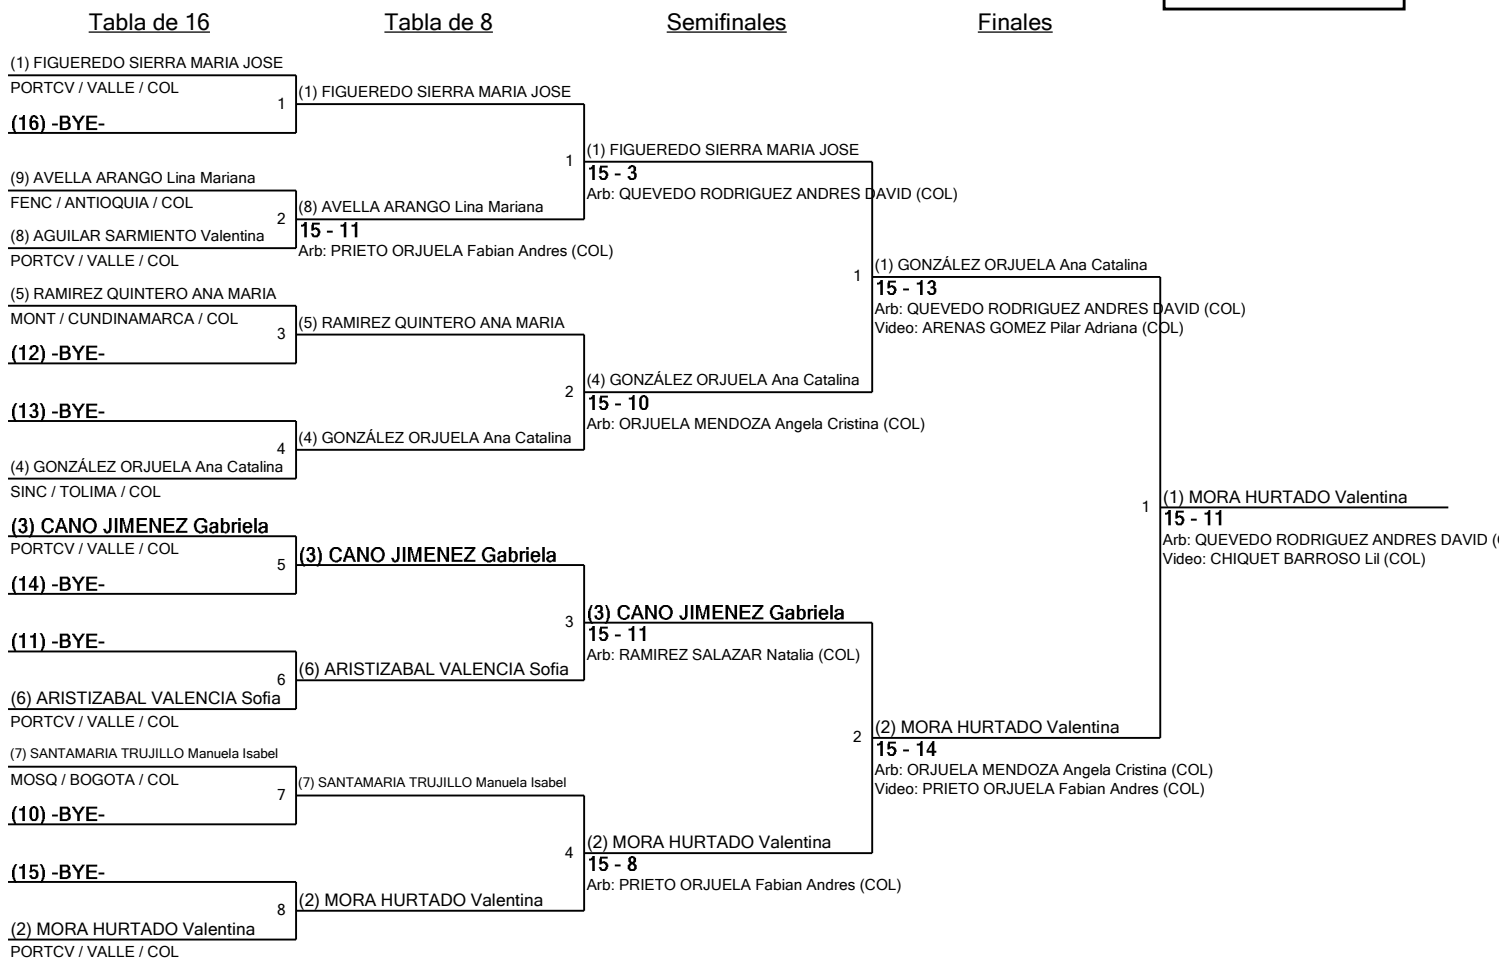 Tabla de 16
Tabla de 8
Semifinales
Finales
(1) FIGUEREDO SIERRA MARIA JOSE
PORTCV / VALLE / COL
1
(16) -BYE-
(9) AVELLA ARANGO Lina Mariana
FENC / ANTIOQUIA / COL
2
(8) AGUILAR SARMIENTO Valentina
PORTCV / VALLE / COL
(5) RAMIREZ QUINTERO ANA MARIA
MONT / CUNDINAMARCA / COL
3
(12) -BYE-
(13) -BYE-
4
(4) GONZÁLEZ ORJUELA Ana Catalina
SINC / TOLIMA / COL
(3) CANO JIMENEZ Gabriela
PORTCV / VALLE / COL
5
(14) -BYE-
(11) -BYE-
6
(6) ARISTIZABAL VALENCIA Sofia
PORTCV / VALLE / COL
(7) SANTAMARIA TRUJILLO Manuela Isabel
MOSQ / BOGOTA / COL
7
(10) -BYE-
(15) -BYE-
8
(2) MORA HURTADO Valentina
PORTCV / VALLE / COL
(1) FIGUEREDO SIERRA MARIA JOSE
1
(8) AVELLA ARANGO Lina Mariana
15 - 11
Arb: PRIETO ORJUELA Fabian Andres (COL)
(5) RAMIREZ QUINTERO ANA MARIA
2
(4) GONZÁLEZ ORJUELA Ana Catalina
(3) CANO JIMENEZ Gabriela
3
(6) ARISTIZABAL VALENCIA Sofia
(7) SANTAMARIA TRUJILLO Manuela Isabel
4
(2) MORA HURTADO Valentina
(1) FIGUEREDO SIERRA MARIA JOSE
15 - 3
Arb: QUEVEDO RODRIGUEZ ANDRES DAVID (COL)
1
(4) GONZÁLEZ ORJUELA Ana Catalina
15 - 10
Arb: ORJUELA MENDOZA Angela Cristina (COL)
(3) CANO JIMENEZ Gabriela
15 - 11
Arb: RAMIREZ SALAZAR Natalia (COL)
2
(2) MORA HURTADO Valentina
15 - 8
Arb: PRIETO ORJUELA Fabian Andres (COL)
(1) GONZÁLEZ ORJUELA Ana Catalina
15 - 13
Arb: QUEVEDO RODRIGUEZ ANDRES DAVID (COL)
Video: ARENAS GOMEZ Pilar Adriana (COL)
1
(2) MORA HURTADO Valentina
15 - 14
Arb: ORJUELA MENDOZA Angela Cristina (COL)
Video: PRIETO ORJUELA Fabian Andres (COL)
(1) MORA HURTADO Valentina
15 - 11
Arb: QUEVEDO RODRIGUEZ ANDRES DAVID (
Video: CHIQUET BARROSO Lil (COL)